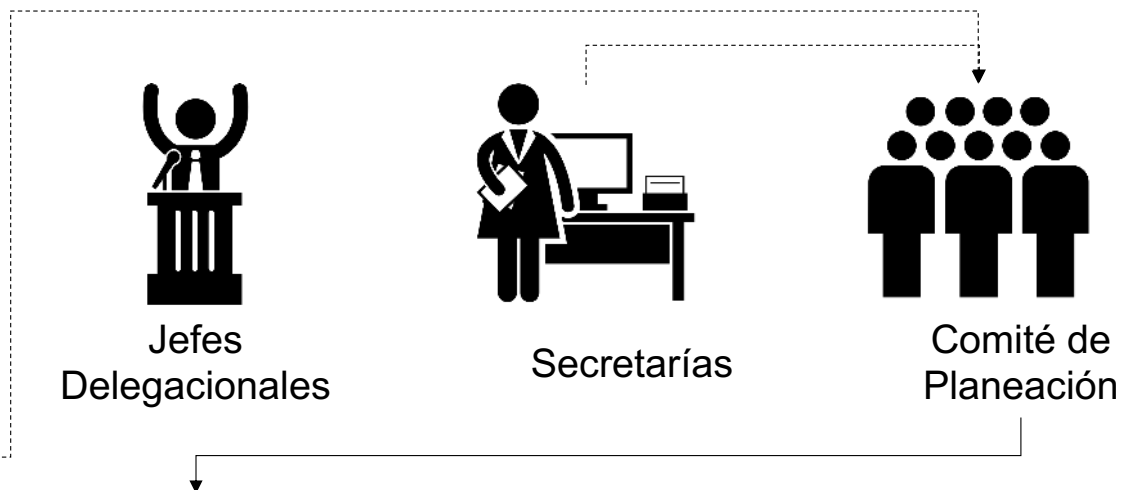 Jefes
Delegacionales
Secretarías
Comité de
Planeación